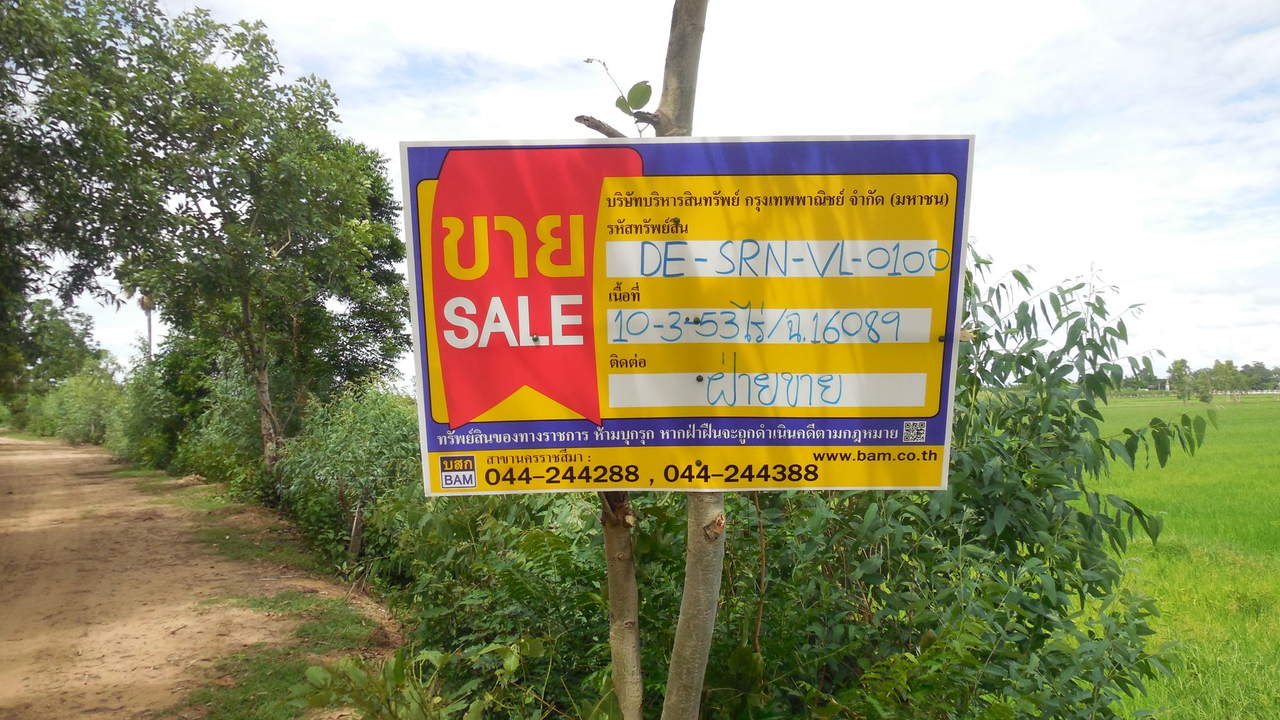 ขาย
SALE
บริษัทบริหารสินทรัพย์ กรุงเทพพาณิชย์ จำกัด (มหาชน)
รหัสทรัพย์สิน
DE-SRN-VL-0100
เนื้อที่
10-3-53ไร่/ฉ.16089
ติดต่อ
ฝ่ายขาย
ทรัพย์สินของทางราชการ ห้ามบุกรุก หากฝ่าฝืนจะถูกดำเนินคดีตามกฎหมาย
บสก
BAM
สาขานครราชสีมา :
044-244288 , 044-244388
www.bam.co.th